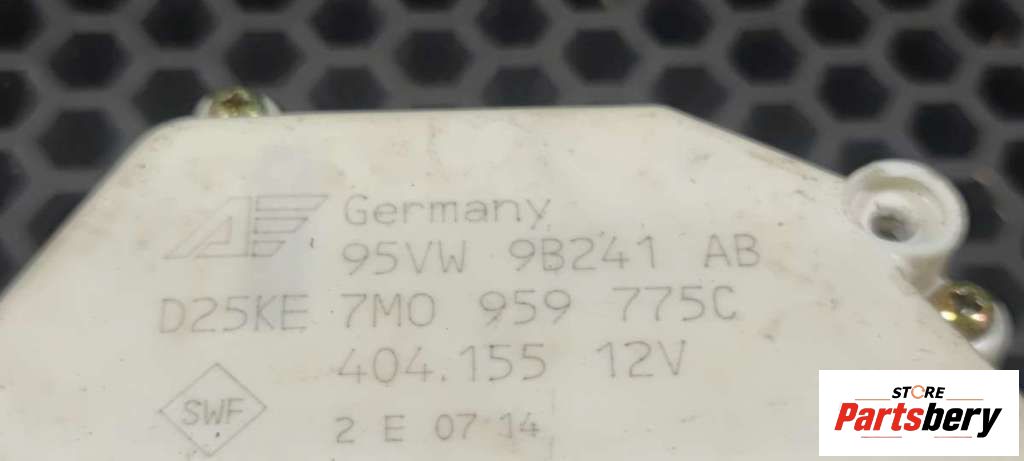 Germany
95VW 9B241 AB
D25KE 7M0 959 775C
404.155 12V
SWF
2 E 07 14
STORE
Partsbery